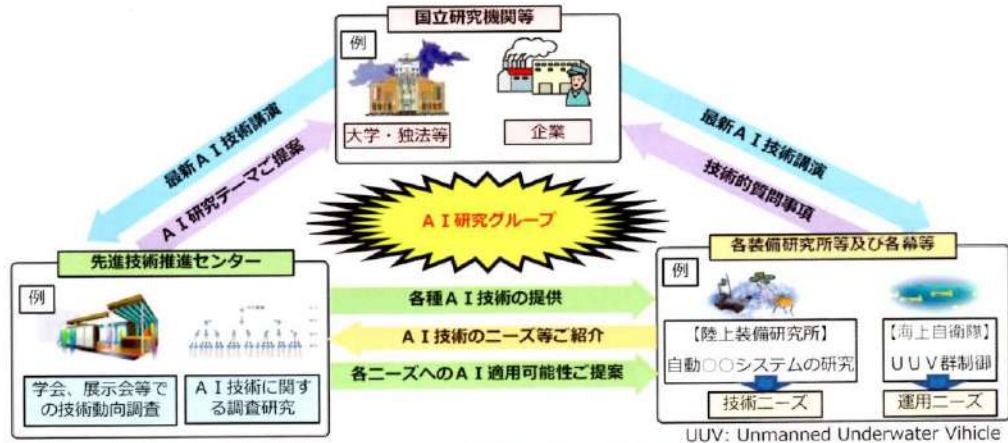 国立研究機関等
例
大学・独法等
企業
最新AI技術講演
AI研究テーマご提案
最新AI技術講演
技術的質問事項
AI研究グループ
先進技術推進センター
例
学会、展示会等で
の技術動向調査
AI技術に関す
る調査研究
各種AI技術の提供
AI技術のニーズ等ご紹介
各ニーズへのAI適用可能性ご提案
各装備研究所等及び各幕等
例
【陸上装備研究所】
自動○○システムの研究
技術ニーズ
【海上自衛隊】
UUV群制御
運用ニーズ
UUV: Unmanned Underwater Vihicle